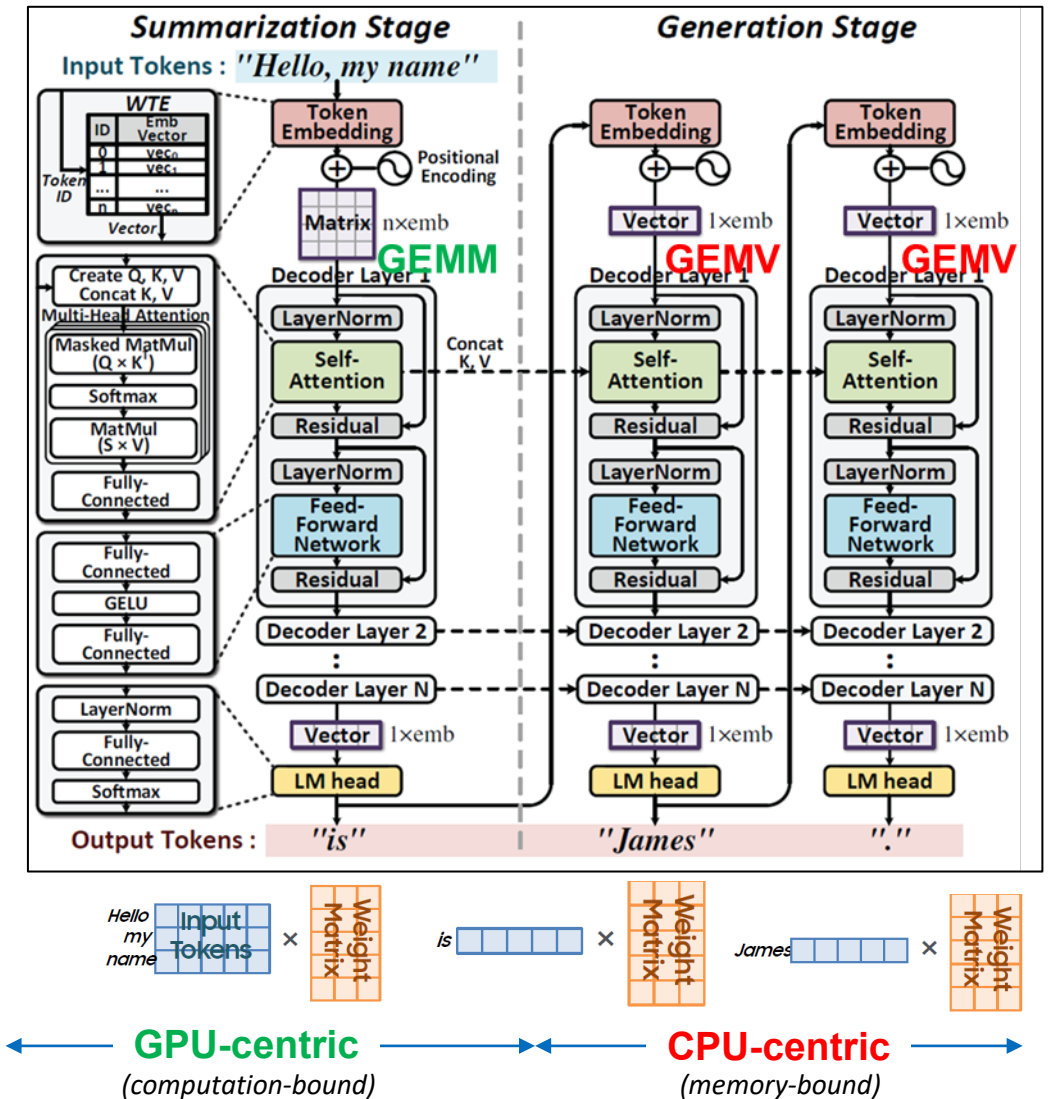 Summarization Stage
Generation Stage
Input Tokens : "Hello, my name"
WTE
ID
Emb
Vector
0
vec₀
1
vec₁
...
...
n
vecₙ
Token
ID
Vector
Token
Embedding
Positional
Encoding
Matrix
n×emb
GEMM
Token
Embedding
Vector
1×emb
GEMV
Token
Embedding
Vector
1×emb
GEMV
Create Q, K, V
Concat K, V
Multi-Head Attention
Masked MatMul
(Q × Kᵀ)
Softmax
MatMul
(S × V)
Fully-
Connected
Fully-
Connected
GELU
Fully-
Connected
LayerNorm
Fully-
Connected
Softmax
Decoder Layer 1
LayerNorm
Self-
Attention
Residual
LayerNorm
Feed-
Forward
Network
Residual
Decoder Layer 2
:
Decoder Layer N
Vector
1×emb
LM head
Concat
K, V
Decoder Layer 1
LayerNorm
Self-
Attention
Residual
LayerNorm
Feed-
Forward
Network
Residual
Decoder Layer 2
:
Decoder Layer N
Vector
1×emb
LM head
Decoder Layer 1
LayerNorm
Self-
Attention
Residual
LayerNorm
Feed-
Forward
Network
Residual
Decoder Layer 2
:
Decoder Layer N
Vector
1×emb
LM head
Output Tokens :
"is"
"James"
"."
Hello
my
name
Input
Tokens
×
Weight
Matrix
is
×
Weight
Matrix
James
×
Weight
Matrix
GPU-centric
(computation-bound)
CPU-centric
(memory-bound)